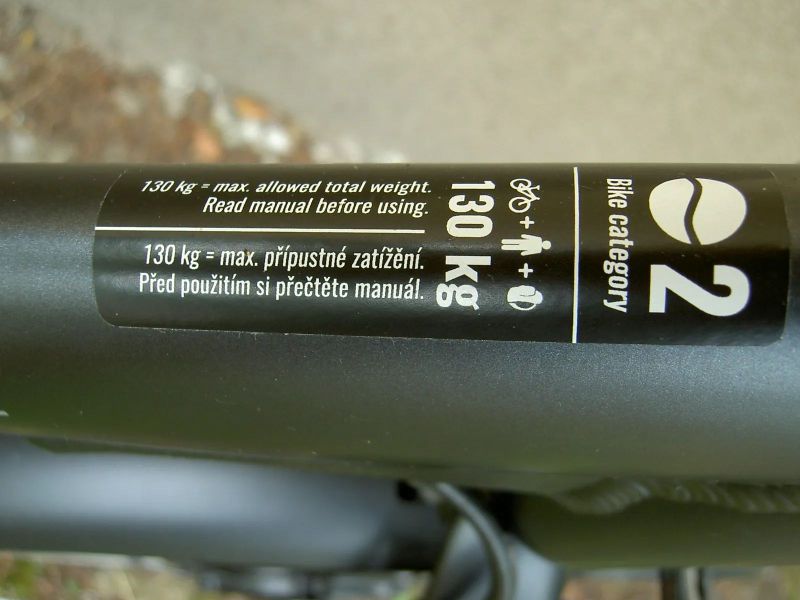 130 kg = max. allowed total weight.
Read manual before using.
130 kg = max. přípustné zatížění.
Před použitím si přečtěte manuál.
130 kg
+ +
Bike category
2